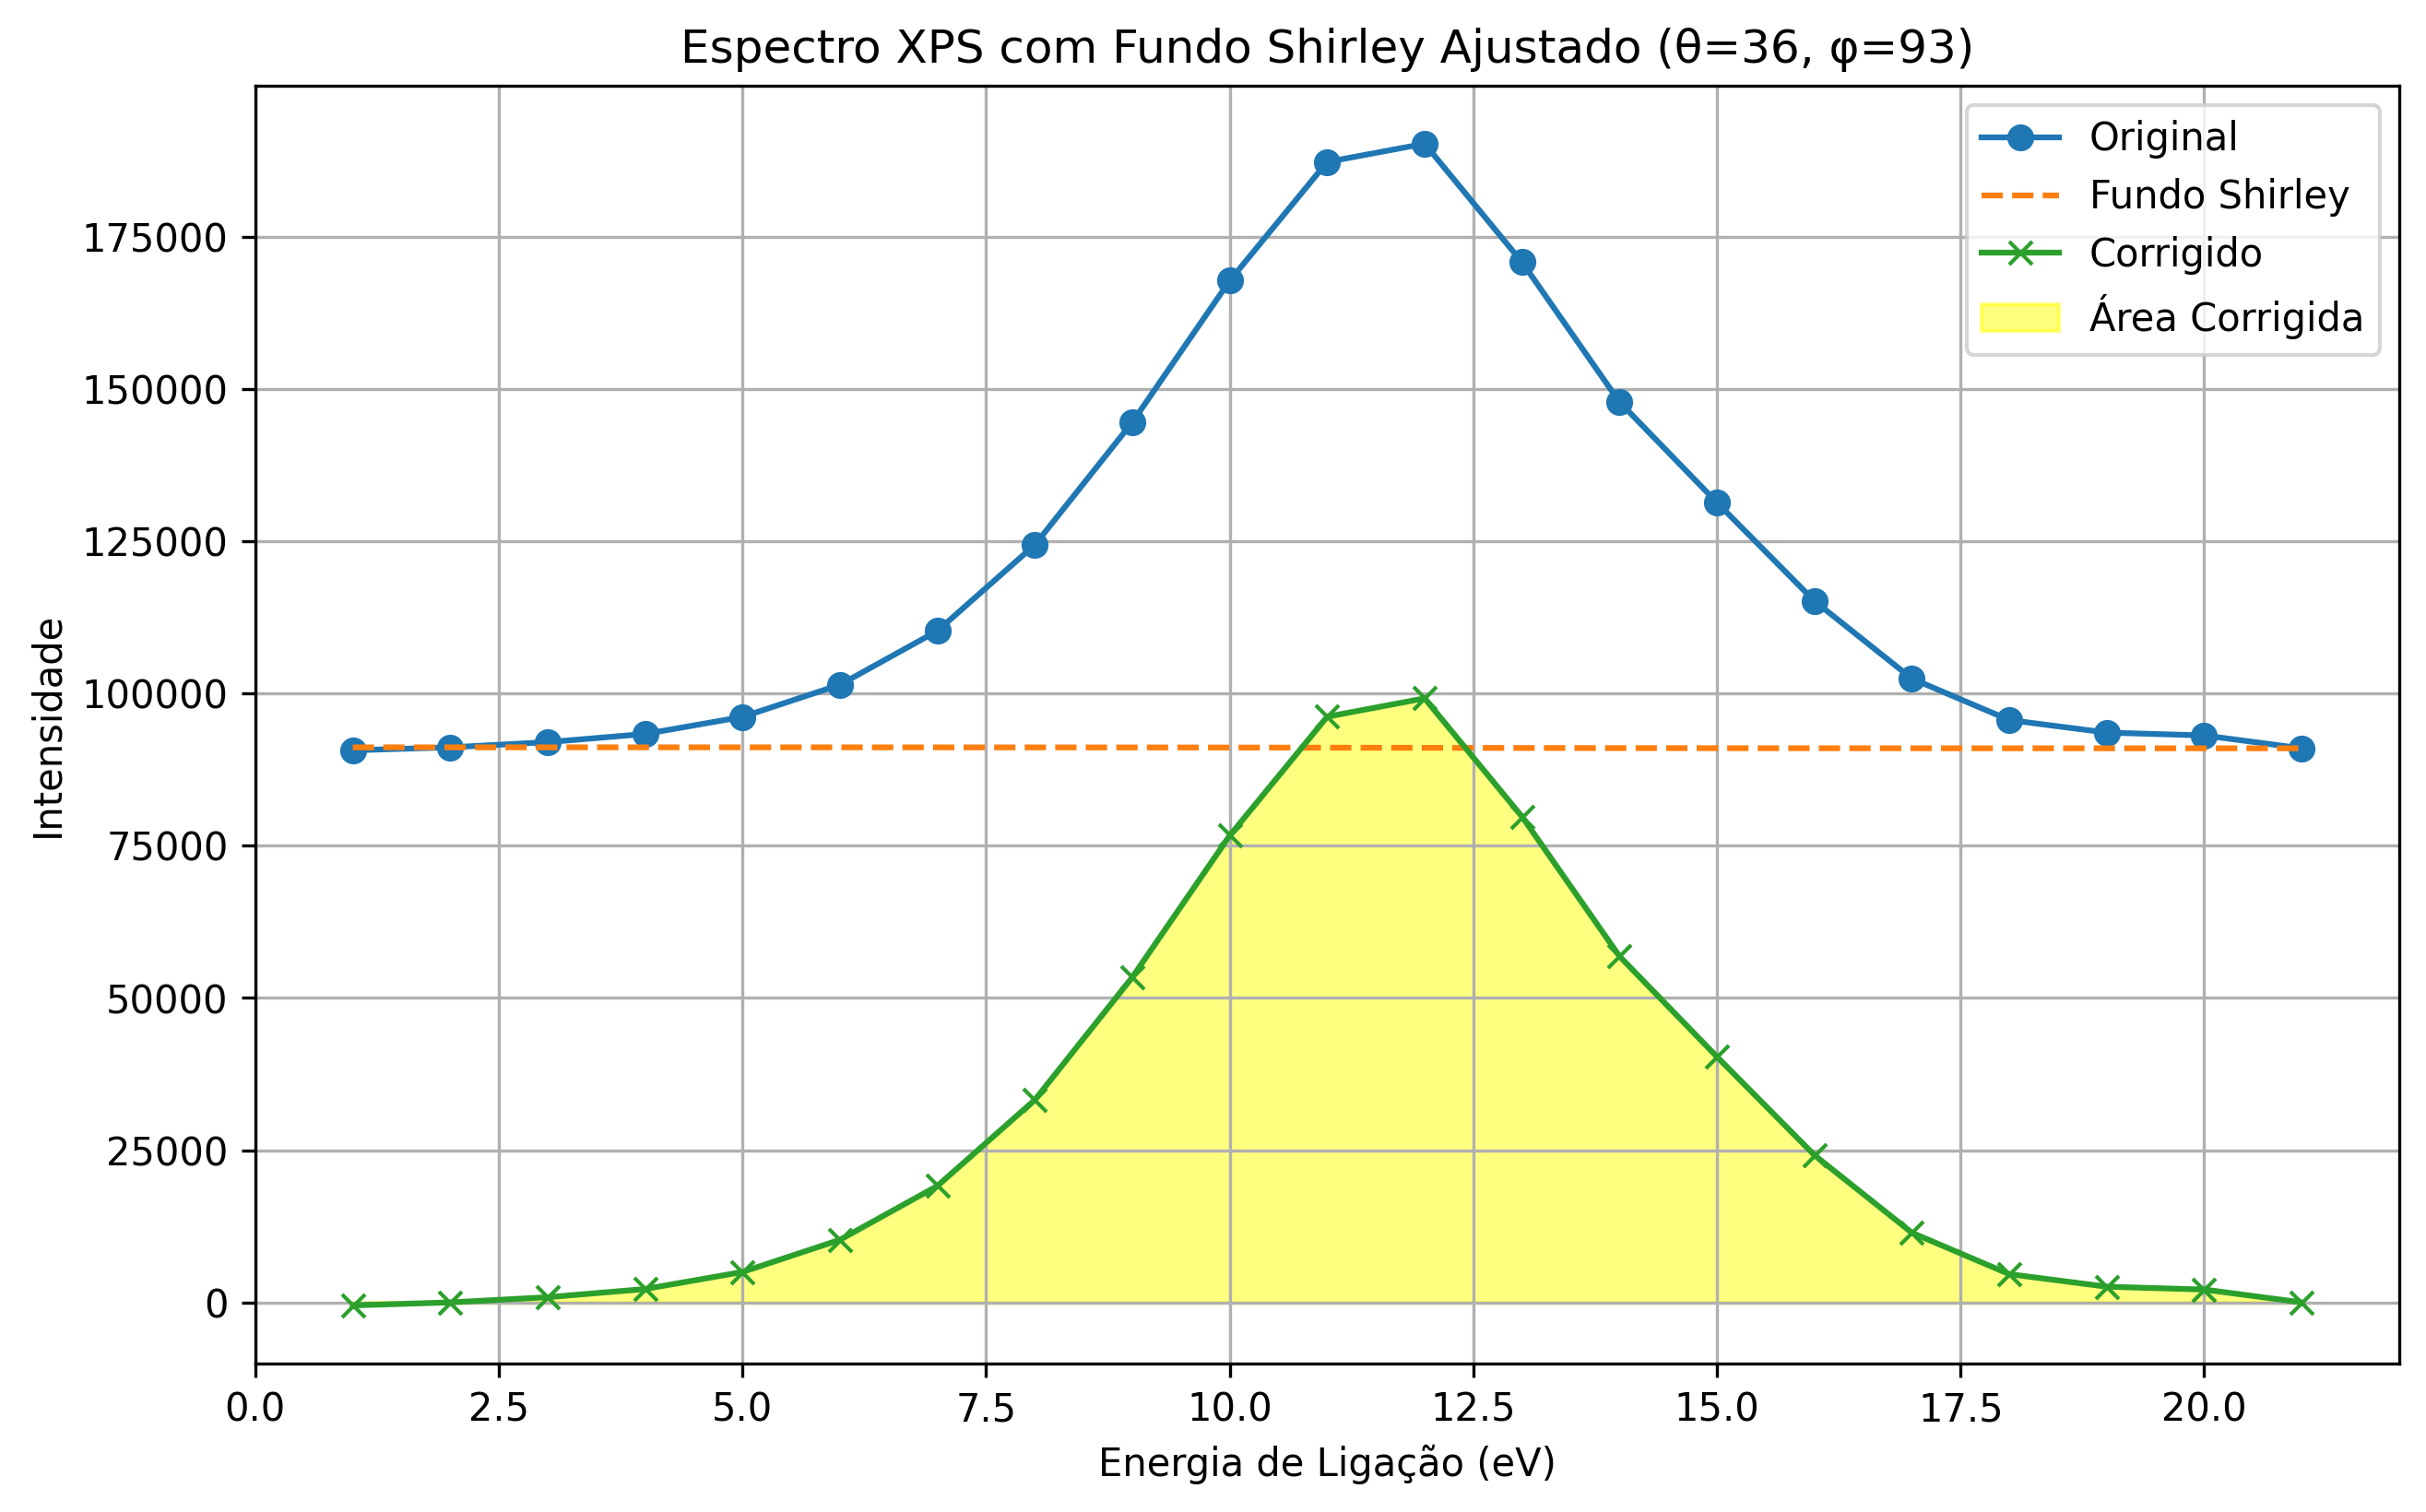 Espectro XPS com Fundo Shirley Ajustado (θ=36, φ=93)
Original
Fundo Shirley
Corrigido
Área Corrigida
Intensidade
175000
150000
125000
100000
75000
50000
25000
0
0.0 2.5 5.0 7.5 10.0 12.5 15.0 17.5 20.0
Energia de Ligação (eV)